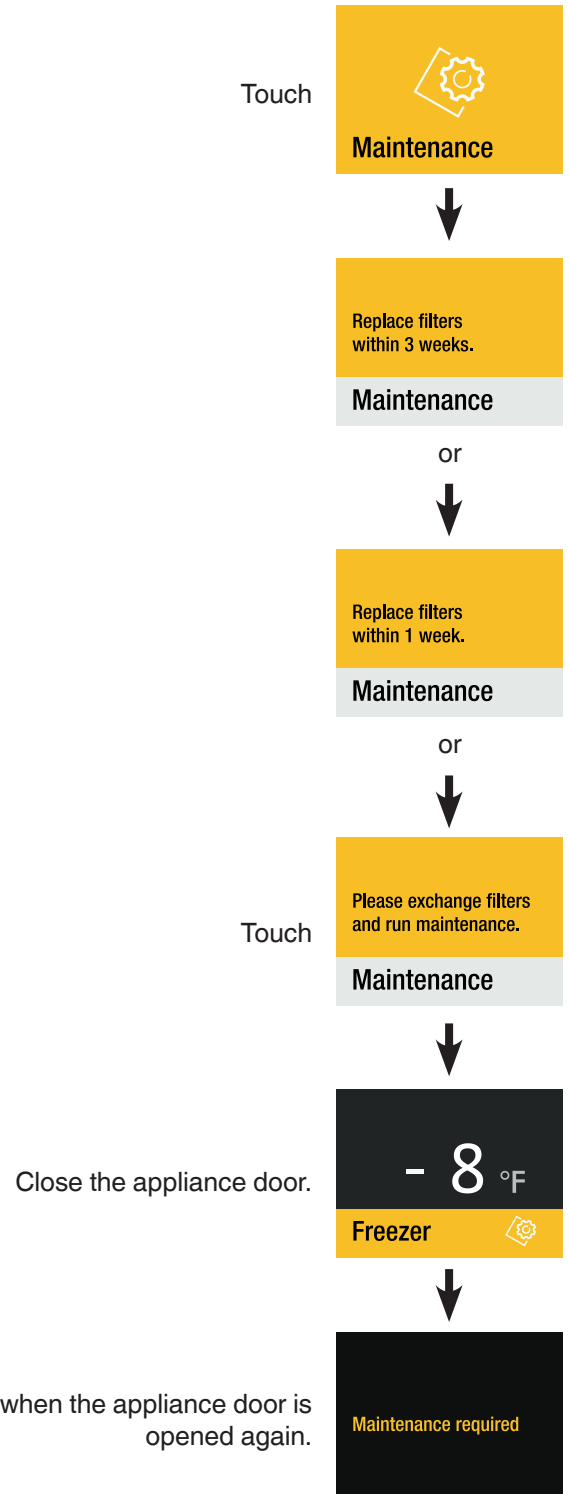 Touch
Maintenance
Replace filters
within 3 weeks.
Maintenance
or
Replace filters
within 1 week.
Maintenance
or
Touch
Please exchange filters
and run maintenance.
Maintenance
Close the appliance door.
- 8 °F
Freezer
when the appliance door is
opened again.
Maintenance required